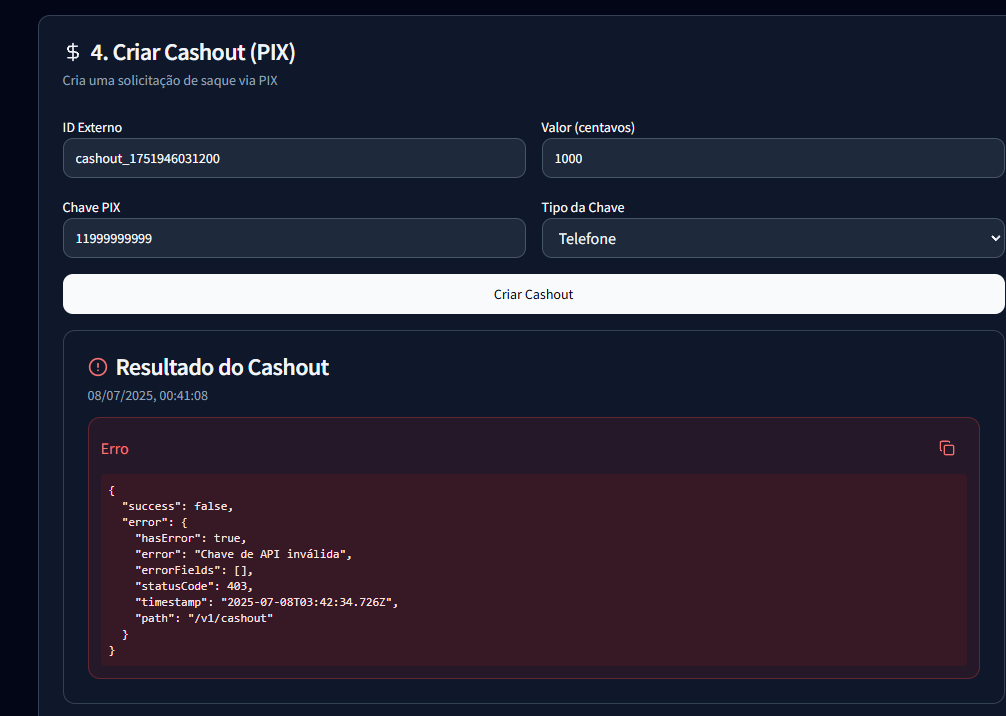 $ 4. Criar Cashout (PIX)
Cria uma solicitação de saque via PIX
ID Externo
Valor (centavos)
cashout_1751946031200
1000
Chave PIX
Tipo da Chave
11999999999
Telefone
Criar Cashout
Resultado do Cashout
08/07/2025, 00:41:08
Erro
{
  "success": false,
  "error": {
    "hasError": true,
    "error": "Chave de API inválida",
    "errorFields": [],
    "statusCode": 403,
    "timestamp": "2025-07-08T03:42:34.726Z",
    "path": "/v1/cashout"
  }
}